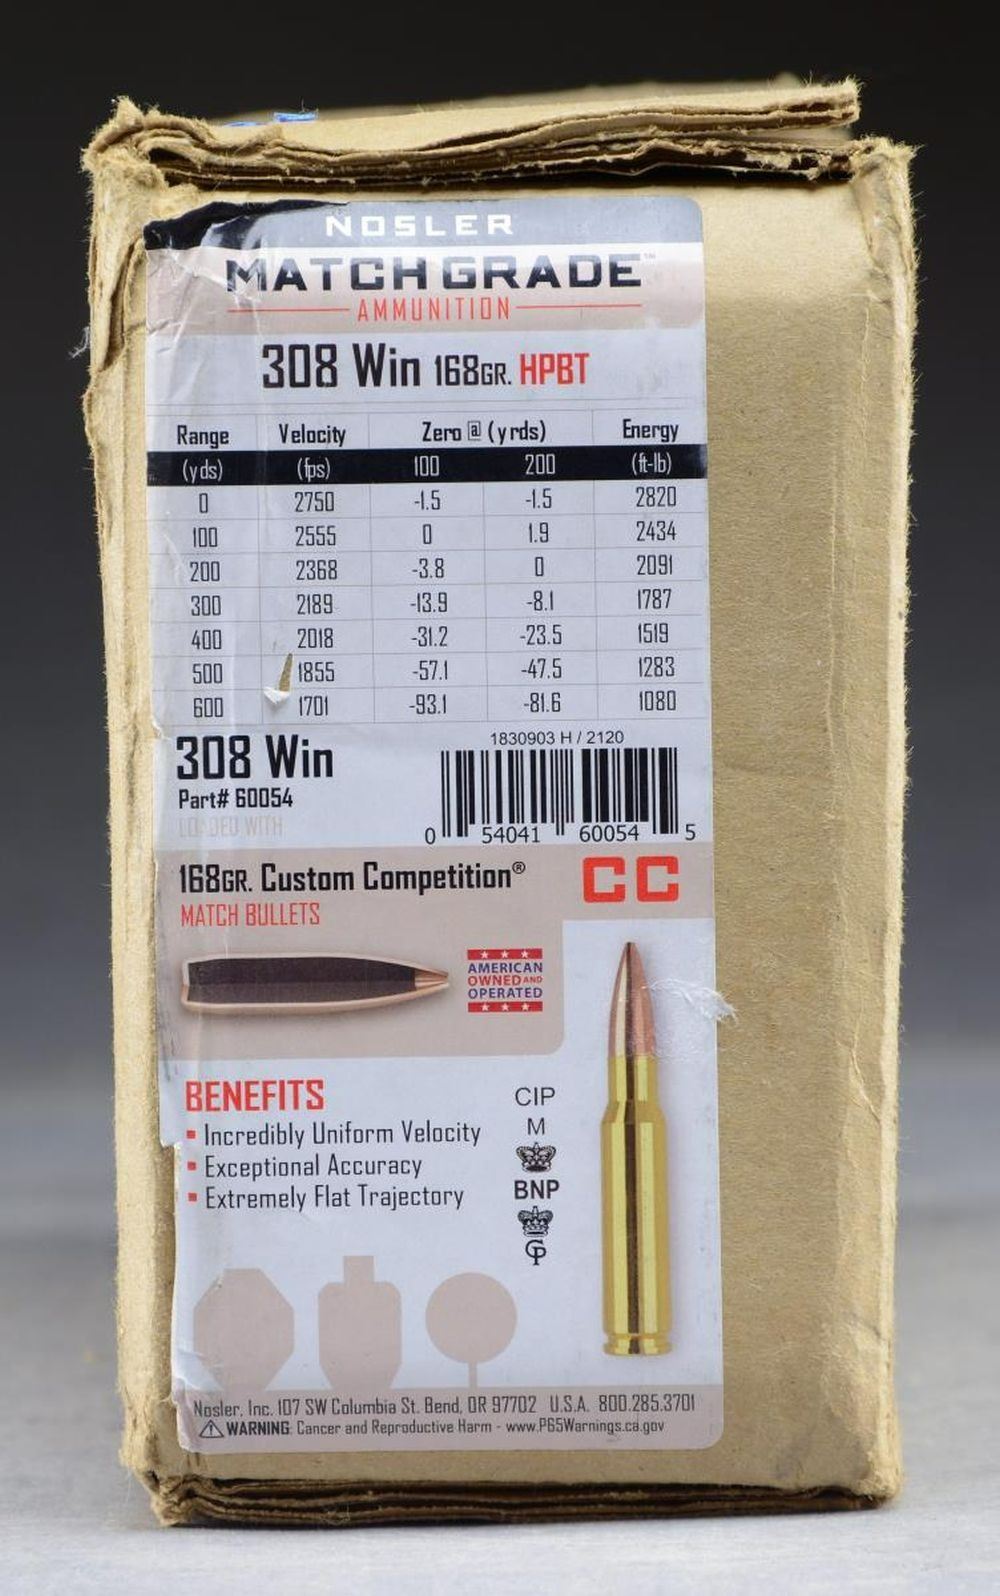 NOSLER
MATCH GRADE™
AMMUNITION
308 Win 168GR. HPBT
Range Velocity Zero @ (yrds) Energy
(yds) (fps) 100 200 (ft-lb)
0 2750 -1.5 -1.5 2820
100 2555 0 1.9 2434
200 2368 -3.8 0 2091
300 2189 -13.9 -8.1 1787
400 2018 -31.2 -23.5 1519
500 1855 -57.1 -47.5 1283
600 1701 -93.1 -81.6 1080
308 Win
Part# 60054
LOADED WITH
1830903 H / 2120
0 54041 60054 5
168GR. Custom Competition®
MATCH BULLETS
CC
AMERICAN
OWNED AND
OPERATED
BENEFITS
▪ Incredibly Uniform Velocity
▪ Exceptional Accuracy
▪ Extremely Flat Trajectory
CIP
M
BNP
GP
Nosler, Inc. 107 SW Columbia St. Bend, OR 97702 U.S.A. 800.285.3701
⚠ WARNING: Cancer and Reproductive Harm - www.P65Warnings.ca.gov